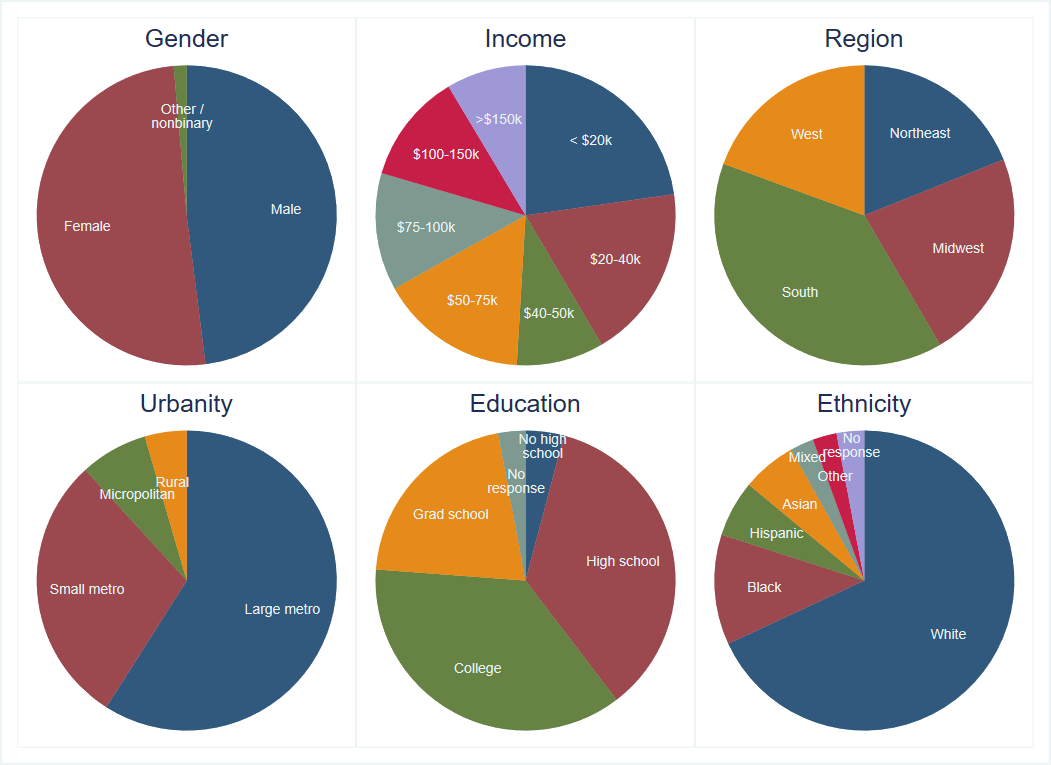 Gender
Other /
nonbinary
Male
Female
Income
>$150k
< $20k
$100-150k
$75-100k
$20-40k
$50-75k
$40-50k
Region
West
Northeast
Midwest
South
Urbanity
Rural
Micropolitan
Small metro
Large metro
Education
No high
school
No
response
Grad school
High school
College
Ethnicity
No
response
Mixed
Other
Asian
Hispanic
Black
White